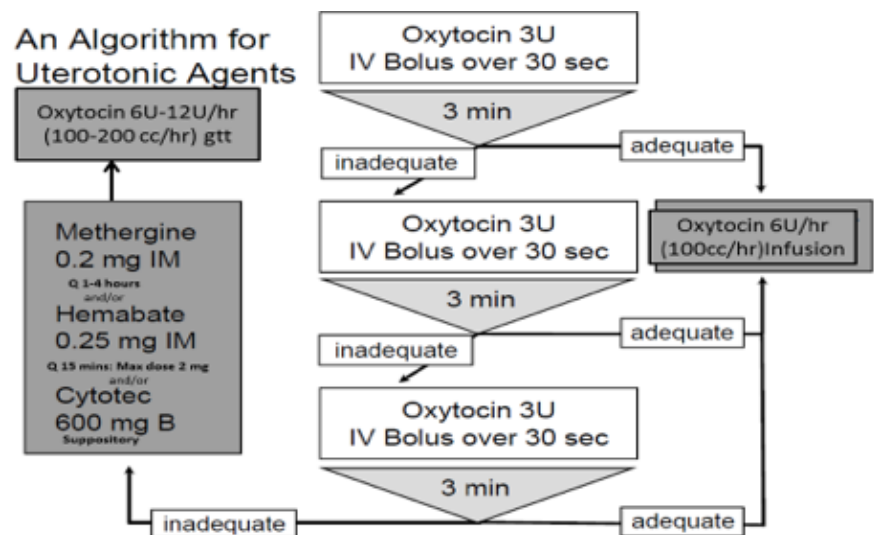 An Algorithm for
Uterotonic Agents
Oxytocin 3U
IV Bolus over 30 sec
3 min
inadequate
adequate
Oxytocin 3U
IV Bolus over 30 sec
3 min
inadequate
adequate
Oxytocin 3U
IV Bolus over 30 sec
3 min
inadequate
adequate
Oxytocin 6U/hr
(100cc/hr)Infusion
Oxytocin 6U-12U/hr
(100-200 cc/hr) gtt
Methergine
0.2 mg IM
Q 1-4 hours
and/or
Hemabate
0.25 mg IM
Q 15 mins: Max dose 2 mg
and/or
Cytotec
600 mg B
Suppository